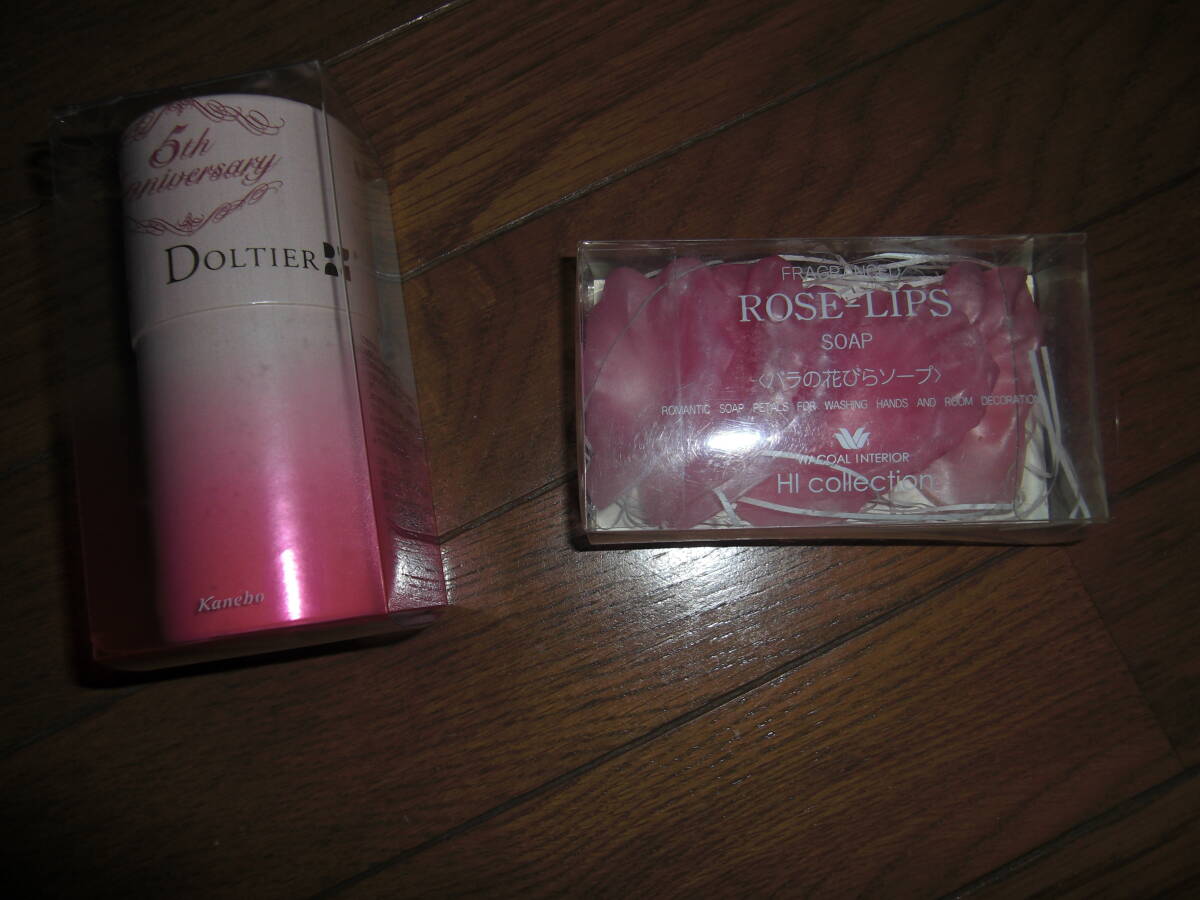 5th
Anniversary
DOLTIER
Kanebo
FRAGRANCED
ROSE-LIPS
SOAP
〈バラの花びらソープ〉
ROMANTIC SOAP PETALS FOR WASHING HANDS AND ROOM DECORATION
WACOAL INTERIOR
HI collection